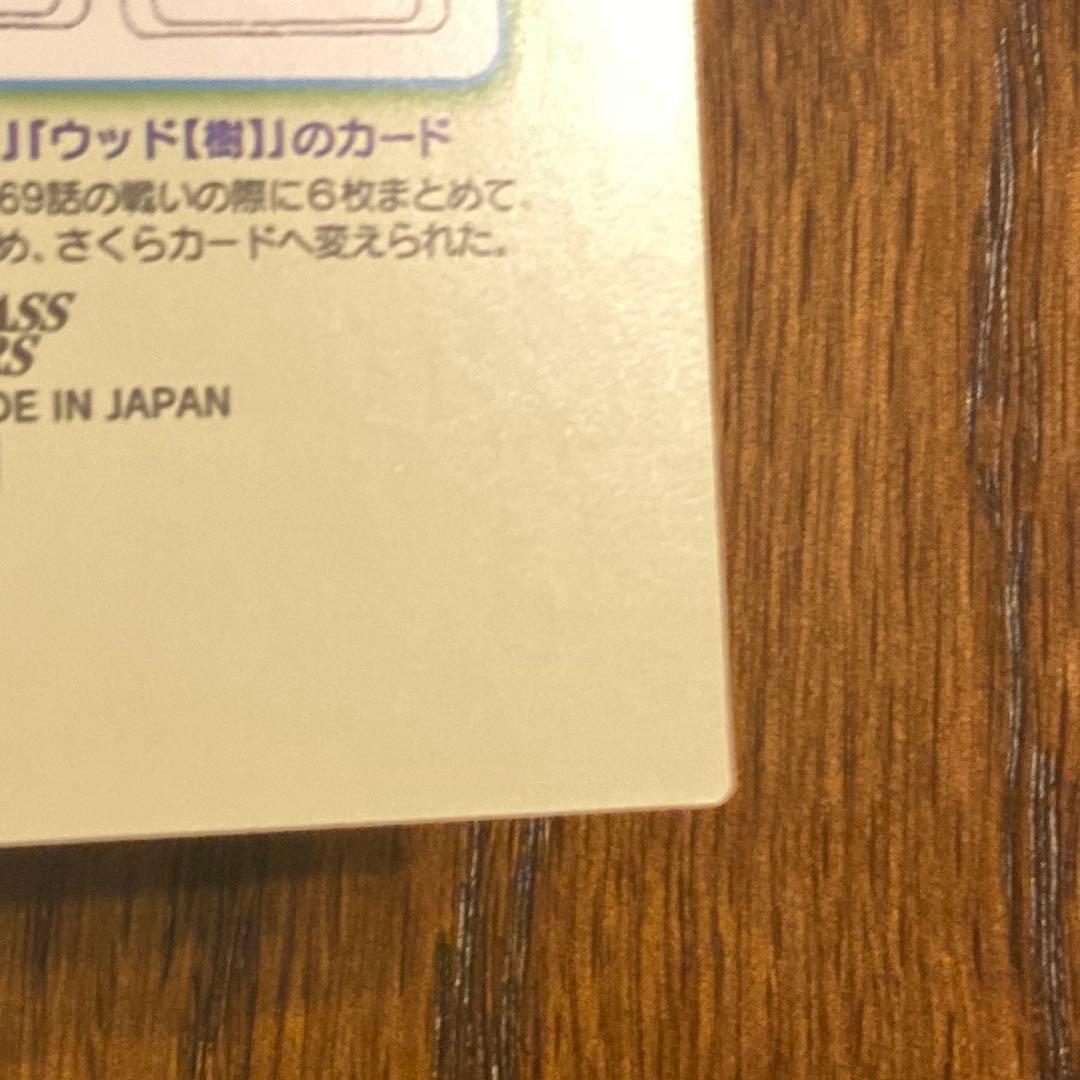 」「ウッド【樹】」のカード
69話の戦いの際に6枚まとめて
め、さくらカードへ変えられた。
ASS
RS
DE IN JAPAN